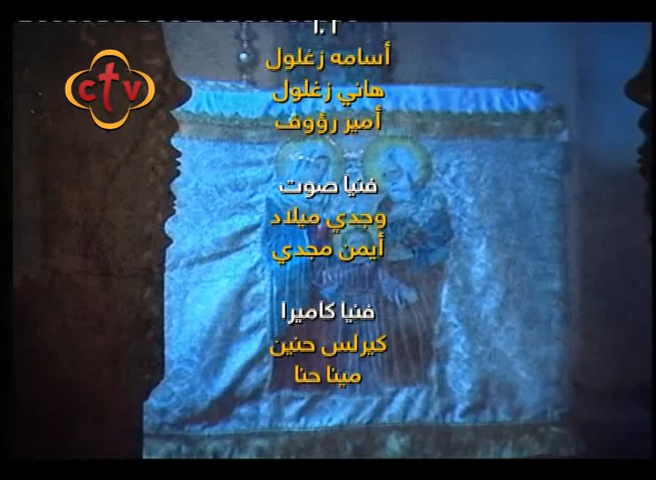 ctv
أسامه زغلول
هاني زغلول
أمير رؤوف
فنيا صوت
وجدي ميلاد
أيمن مجدي
فنيا كاميرا
كيرلس حنين
مينا حنا